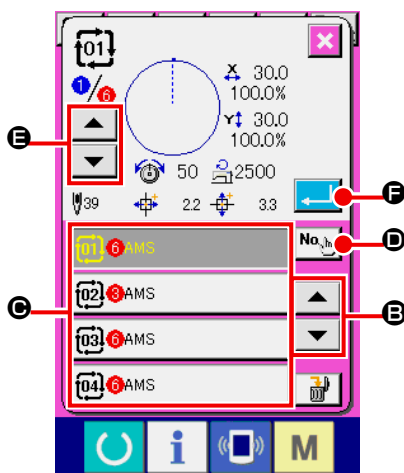 01
X 30.0
100.0%
1/6
Y 30.0
100.0%
E
50 2500
F
39 2.2 3.3
No.
D
01 6 AMS
02 3 AMS
C
B
03 6 AMS
04 6 AMS
i M